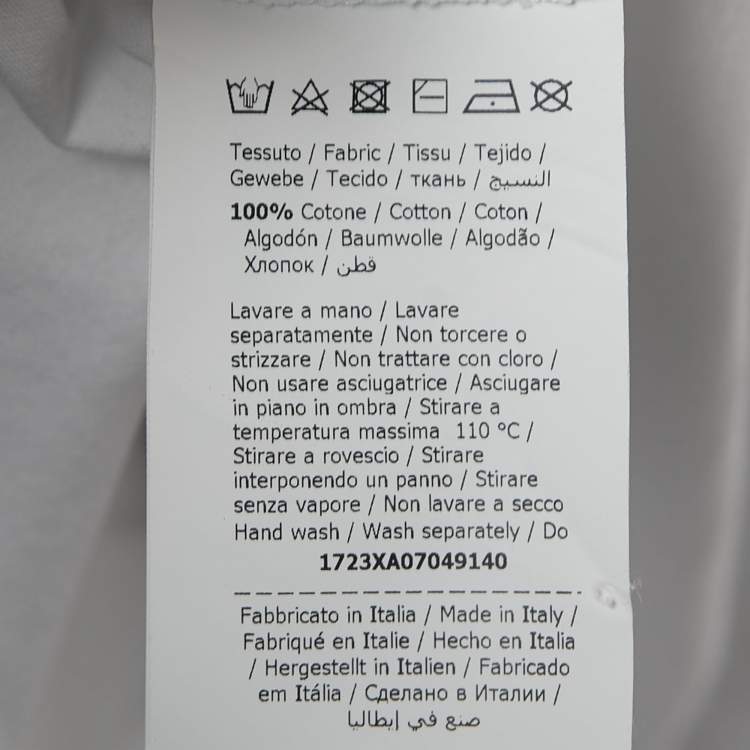 Tessuto / Fabric / Tissu / Tejido /
Gewebe / Tecido / ткань / النسيج
100% Cotone / Cotton / Coton /
Algodón / Baumwolle / Algodão /
Хлопок / قطن
Lavare a mano / Lavare
separatamente / Non torcere o
strizzare / Non trattare con cloro /
Non usare asciugatrice / Asciugare
in piano in ombra / Stirare a
temperatura massima 110 °C /
Stirare a rovescio / Stirare
interponendo un panno / Stirare
senza vapore / Non lavare a secco
Hand wash / Wash separately / Do
1723XA07049140
Fabbricato in Italia / Made in Italy /
Fabriqué en Italie / Hecho en Italia
/ Hergestellt in Italien / Fabricado
em Itália / Сделано в Италии /
صنع في إيطاليا